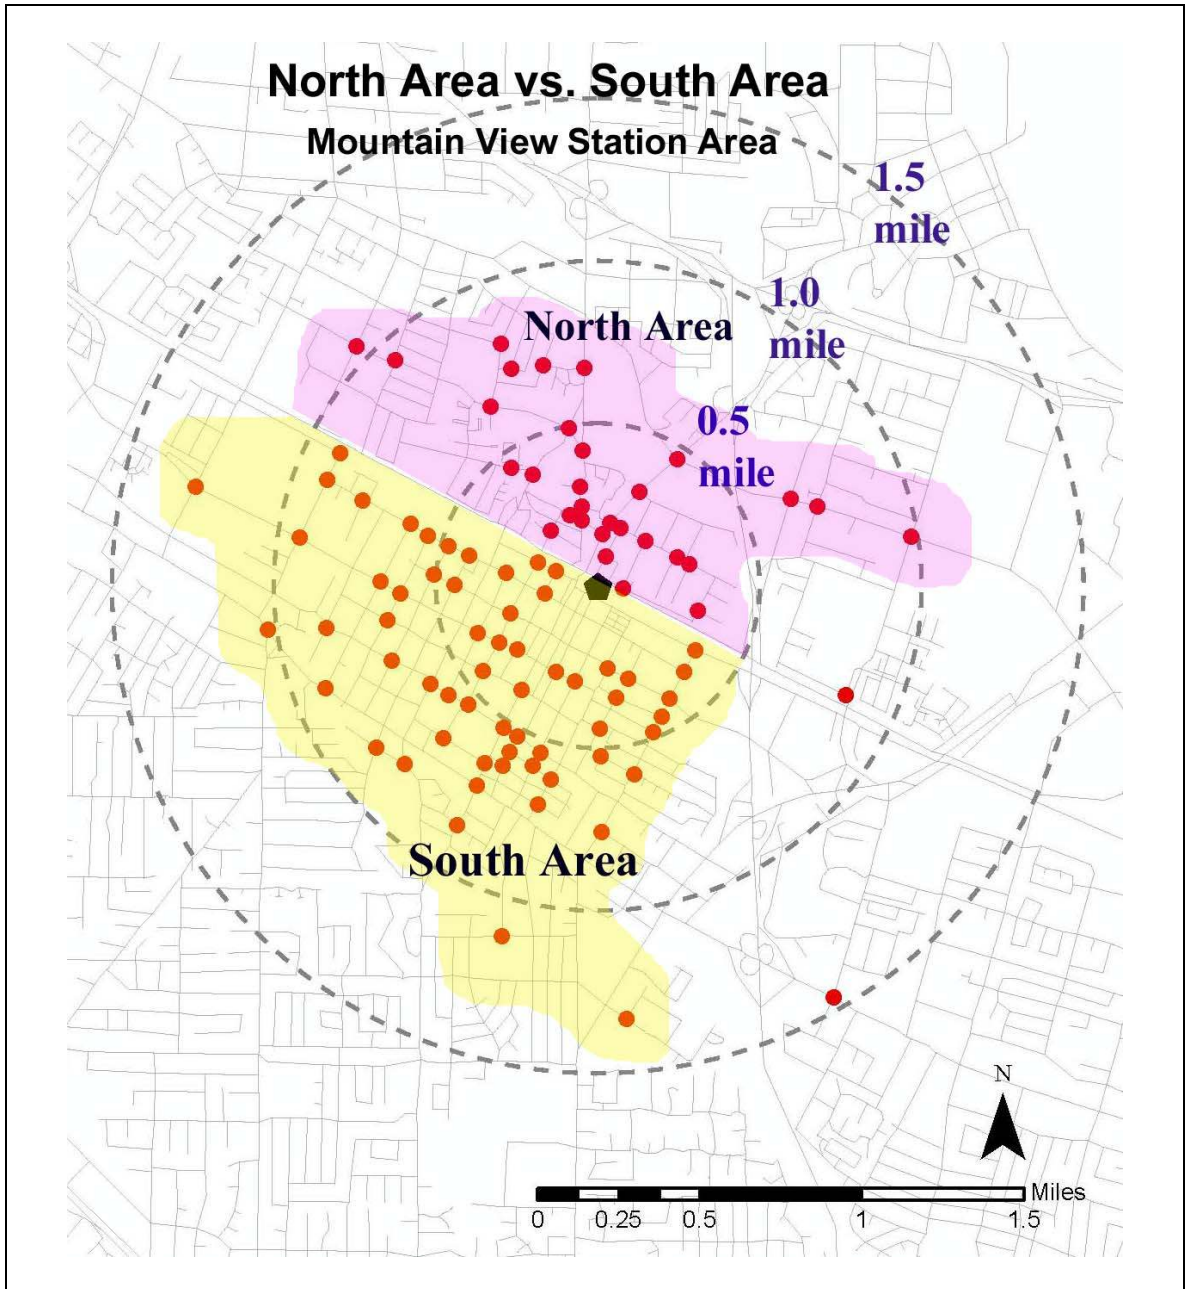 North Area vs. South Area
Mountain View Station Area
1.5
mile
1.0
mile
North Area
0.5
mile
South Area
N
Miles
0 0.25 0.5 1 1.5